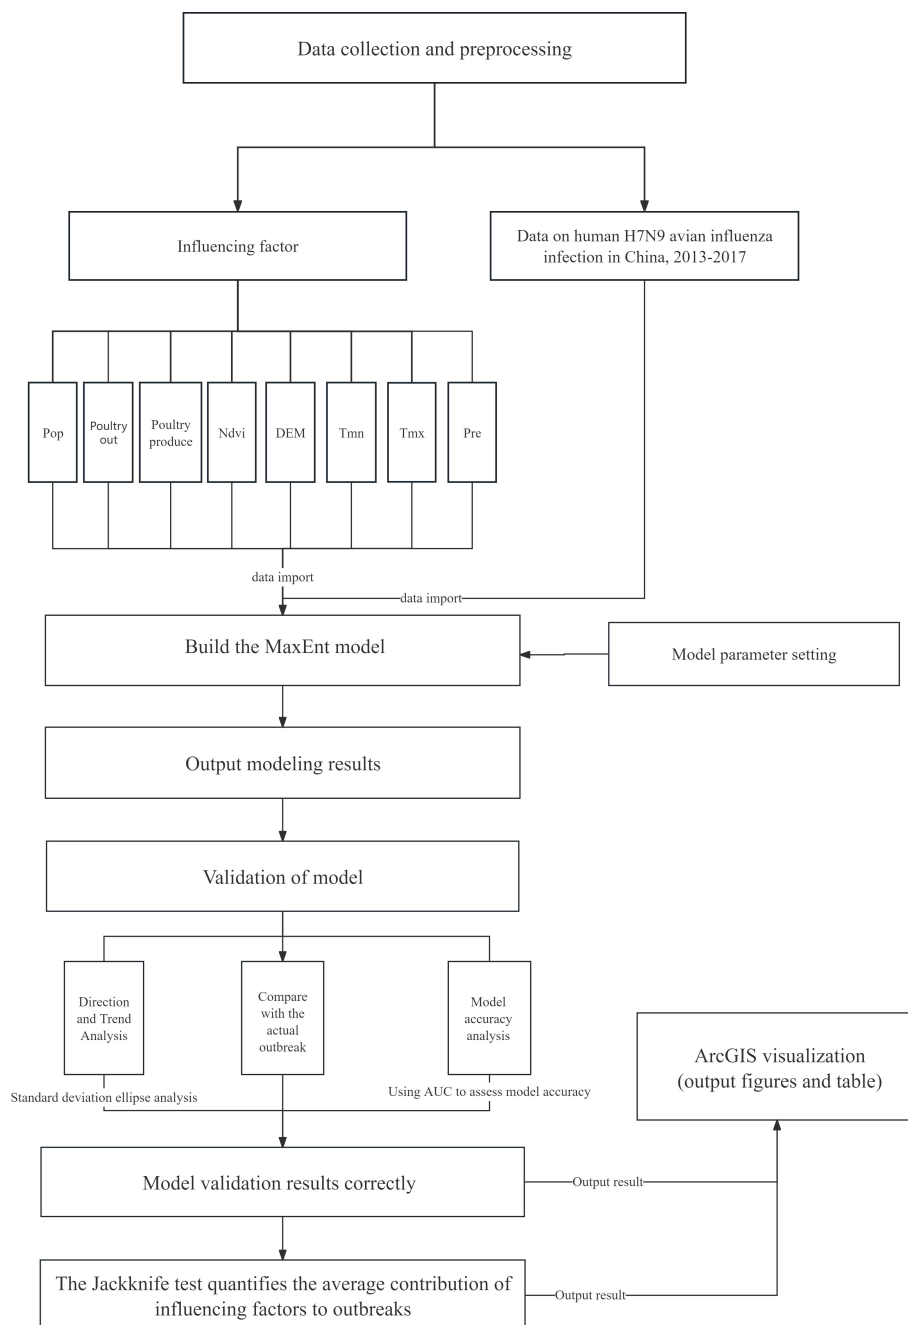 Data collection and preprocessing
Influencing factor
Data on human H7N9 avian influenza
infection in China, 2013-2017
Pop
Poultry
out
Poultry
produce
Ndvi
DEM
Tmn
Tmx
Pre
data import
data import
Build the MaxEnt model
Model parameter setting
Output modeling results
Validation of model
Direction
and Trend
Analysis
Compare
with the
actual
outbreak
Model
accuracy
analysis
ArcGIS visualization
(output figures and table)
Standard deviation ellipse analysis
Using AUC to assess model accuracy
Model validation results correctly
Output result
The Jackknife test quantifies the average contribution of
influencing factors to outbreaks
Output result